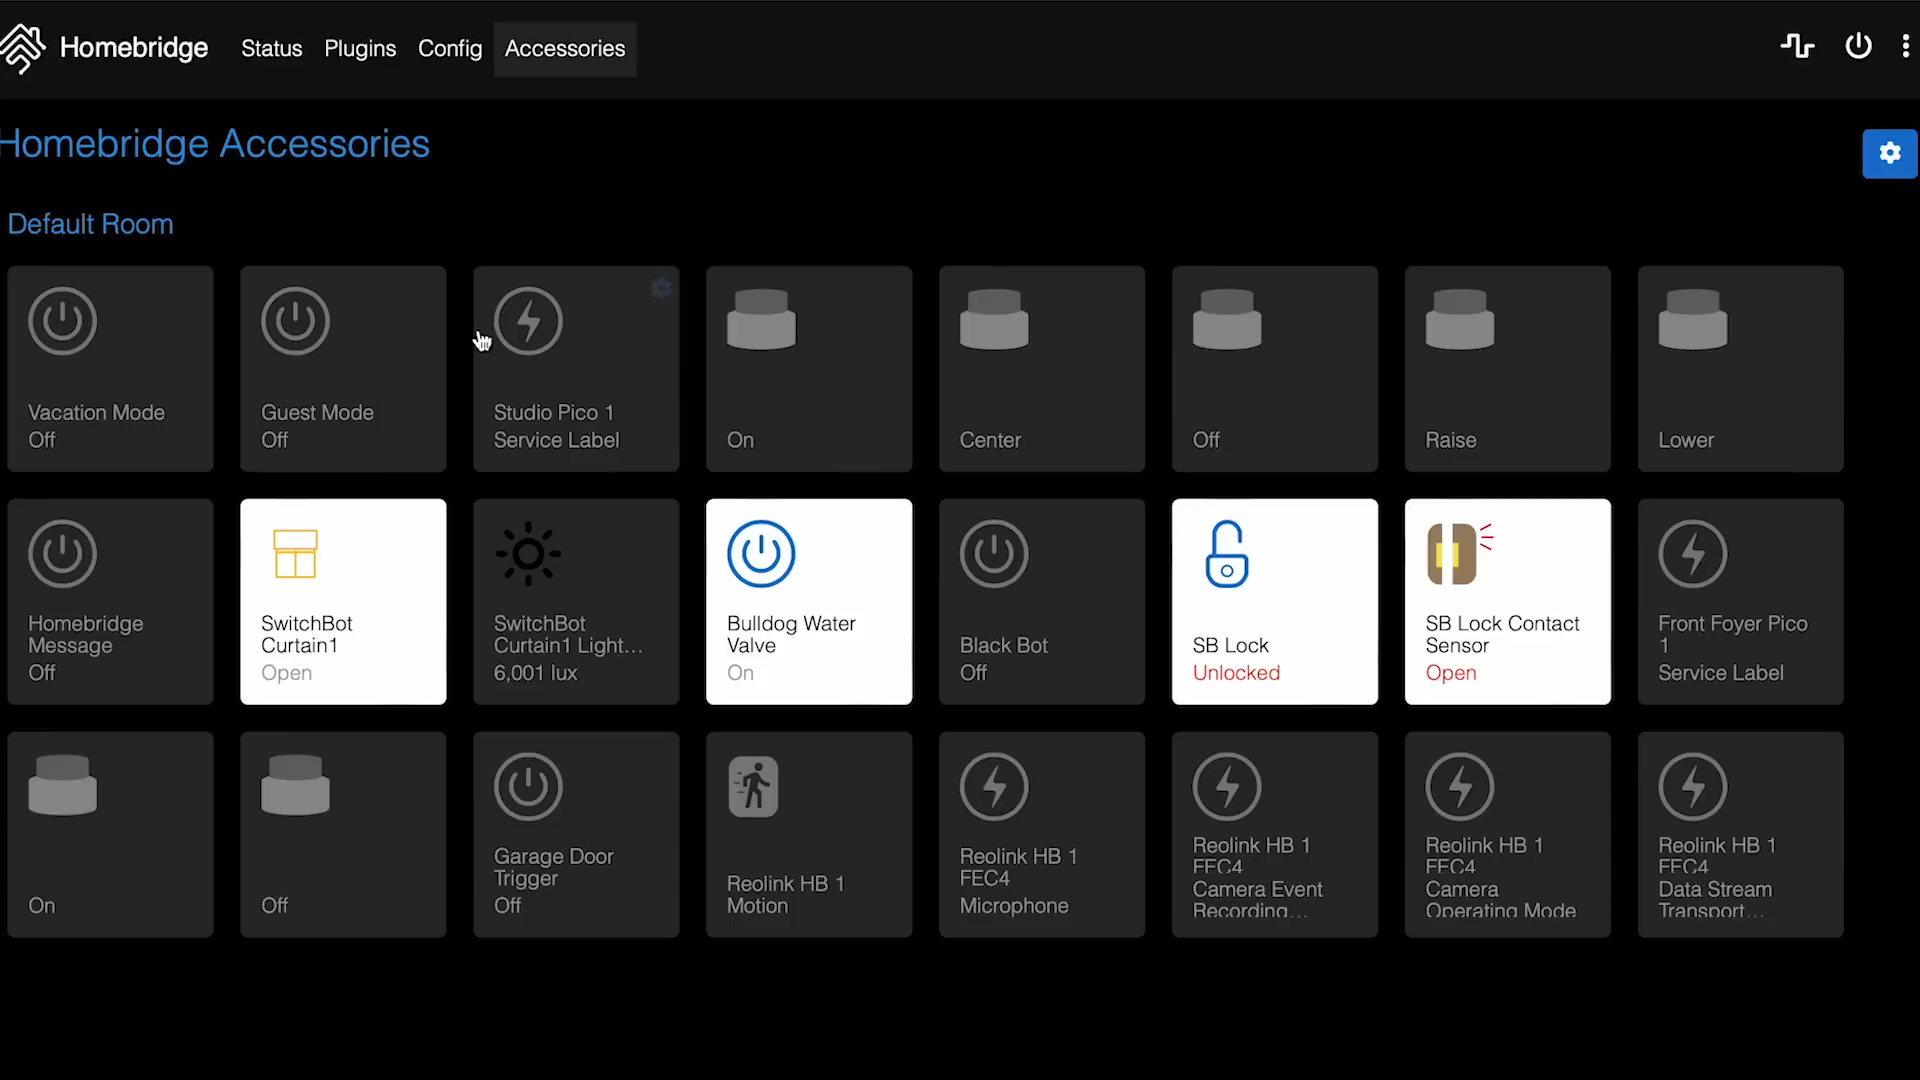 Homebridge
Status
Plugins
Config
Accessories
Homebridge Accessories
Default Room
Vacation Mode
Off
Guest Mode
Off
Studio Pico 1
Service Label
On
Center
Off
Raise
Lower
Homebridge
Message
Off
SwitchBot
Curtain1
Open
SwitchBot
Curtain1 Light...
6,001 lux
Bulldog Water
Valve
On
Black Bot
Off
SB Lock
Unlocked
SB Lock Contact
Sensor
Open
Front Foyer Pico
1
Service Label
On
Off
Garage Door
Trigger
Off
Reolink HB 1
Motion
Reolink HB 1
FEC4
Microphone
Reolink HB 1
FEC4
Camera Event
Recording...
Reolink HB 1
FEC4
Camera
Operating Mode
Reolink HB 1
FEC4
Data Stream
Transport...